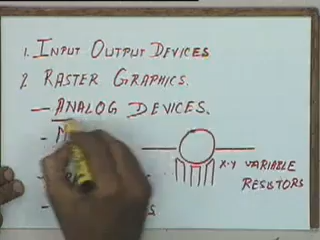 1. INPUT OUTPUT DEVICES
2. RASTER GRAPHICS.
— ANALOG DEVICES.
X-Y VARIABLE
RESISTORS